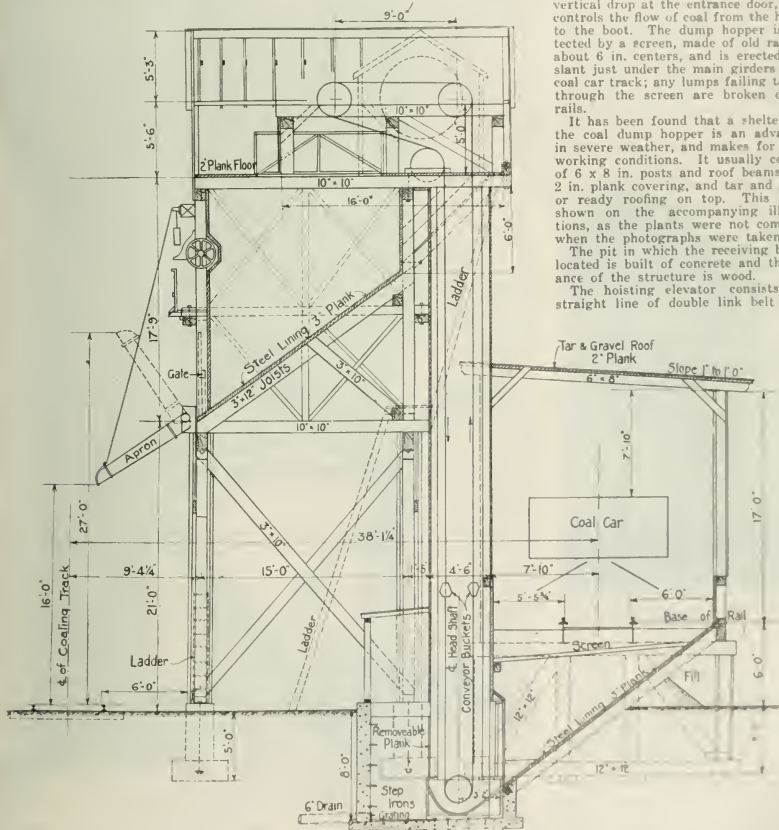 vertical drop at the entrance door,
controls the flow of coal from the
to the boot. The dump hopper
by a screen, made of old
about 6 in. centers, and is erected
slant just under the main girders
coal car track; any lumps failing
through the screen are broken
rails.
It has been found that a shelter
the coal dump hopper is an
in severe weather, and makes for
working conditions. It usually
of 6 x 8 in. posts and roof beams
2 in. plank covering, and tar and
or ready roofing on top. This
shown on the accompanying
tions, as the plants were not
when the photographs were taken
The pit in which the receiving
located is built of concrete and
ance of the structure is wood.
The hoisting elevator consists
straight line of double link belt
9'-0"
5'-3"
5'-6"
10"×10"
5'-0"
2" Plank Floor
10"×10"
16'-0"
6'-0"
Ladder
17'-9"
Steel Lining 3" Plank
3"×12" Joists
3"×10"
Gate
10"×10"
Apron
Tar & Gravel Roof
2" Plank
Slope 1" to 1'-0"
6"×8"
7'-10"
Coal Car
17'-0"
27'-0"
16'-0"
℄ of Coaling Track
9'-4¼"
15'-0"
38'-1¼"
4'-6"
7'-10"
3"×10"
21'-0"
5'-5¾"
6'-0"
Base of Rail
Ladder
Ladder
℄ Head Shaft
Conveyor Buckets
Screen
6'-0"
12"×12"
Fill
Steel Lining 3" Plank
6'-0"
5'-0"
8'-0"
Removeable
Plank
12"×12"
Step
Irons
Grating
6" Drain